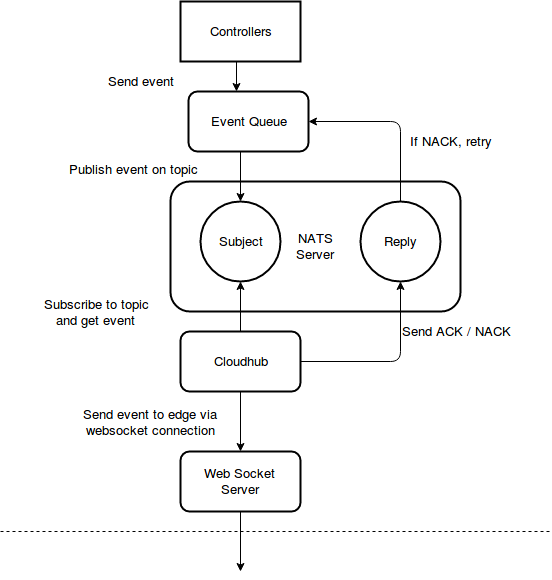 Controllers
Send event
Event Queue
If NACK, retry
Publish event on topic
Subject
NATS
Server
Reply
Subscribe to topic
and get event
Send ACK / NACK
Cloudhub
Send event to edge via
websocket connection
Web Socket
Server